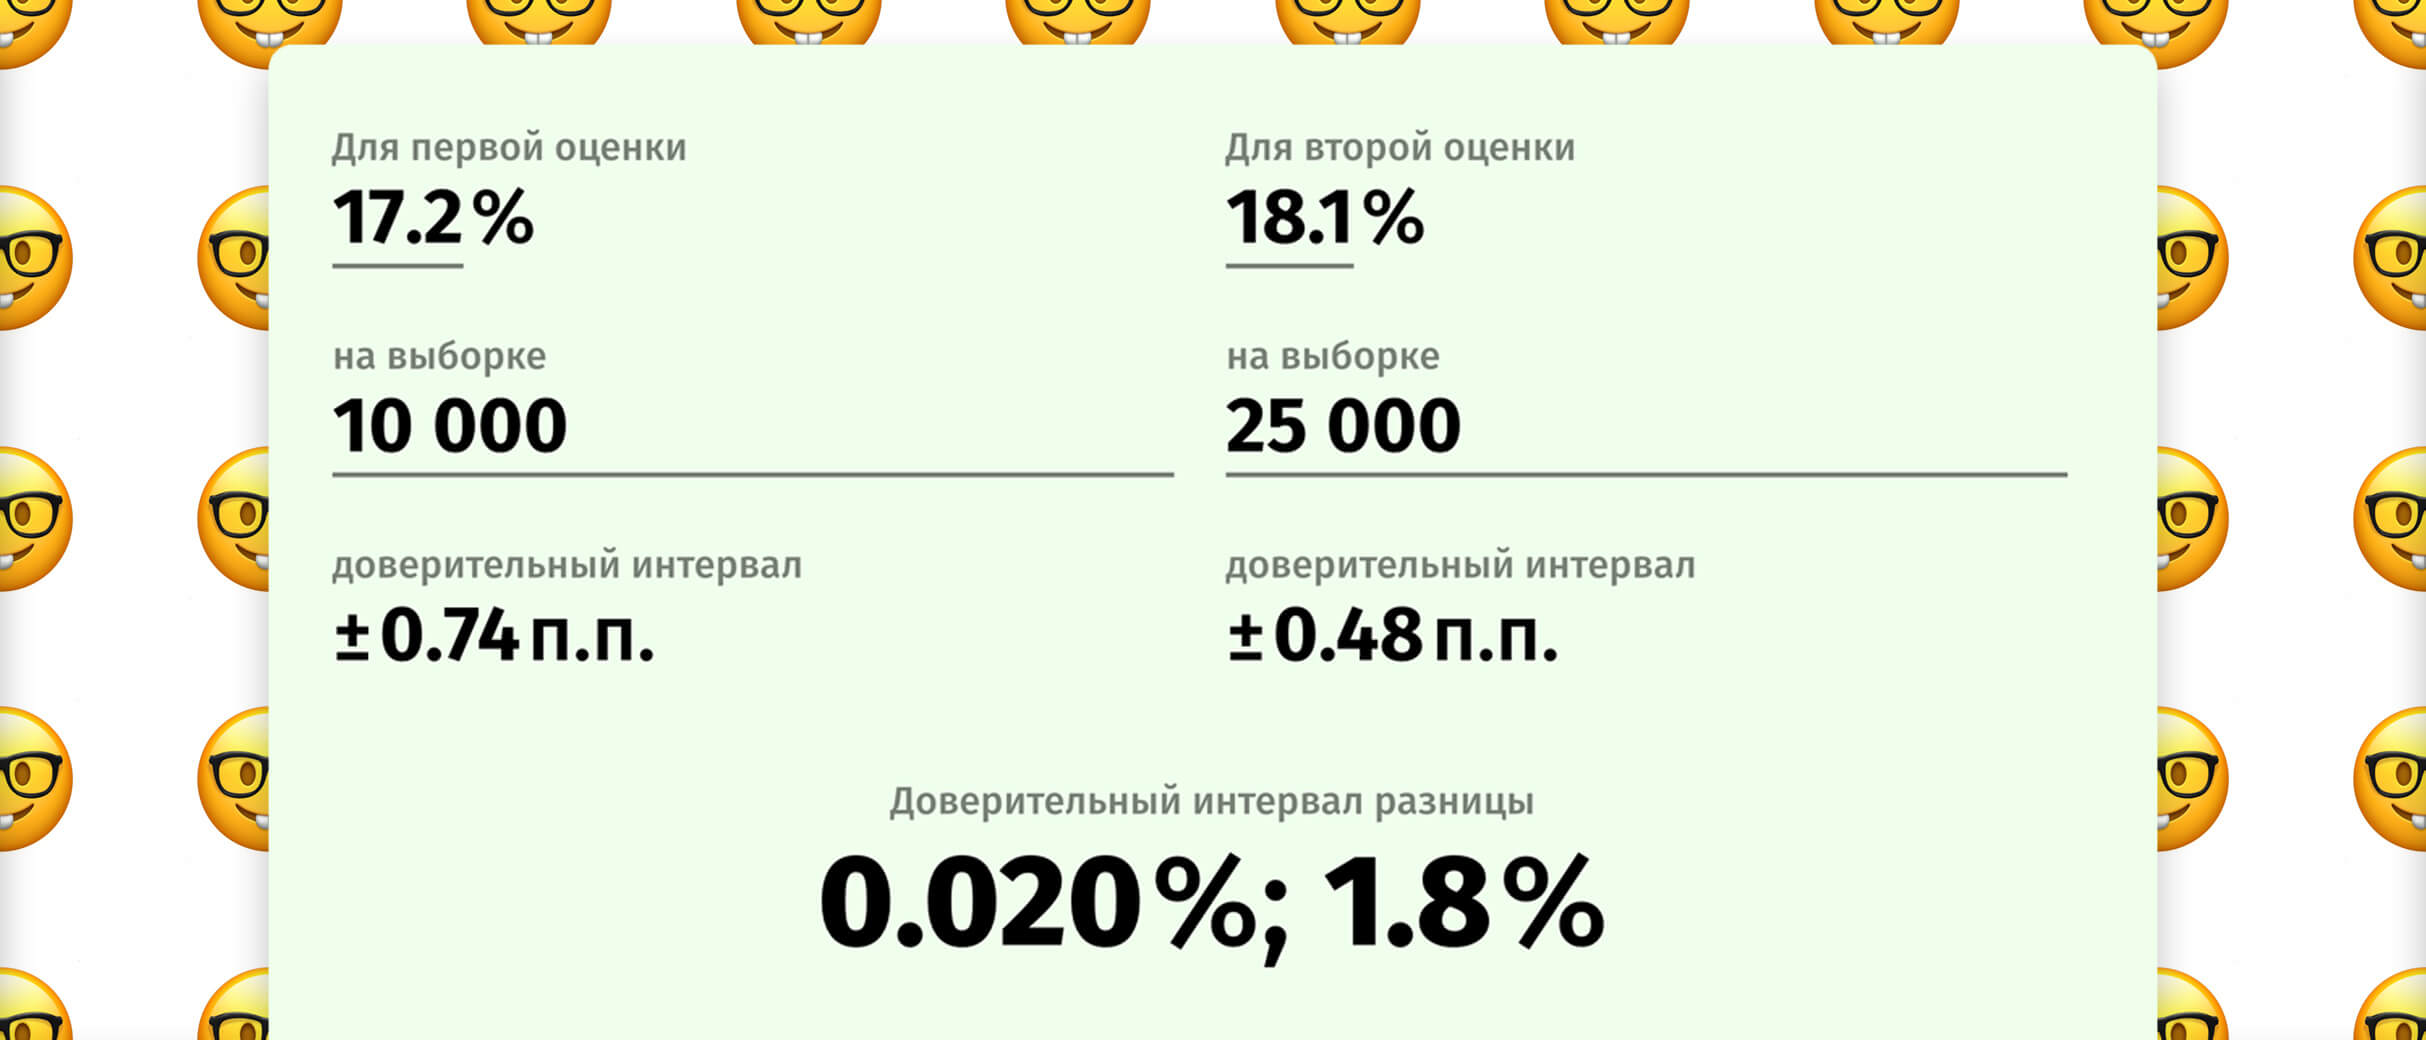 Для первой оценки
17.2%
на выборке
10 000
доверительный интервал
±0.74 п.п.
Для второй оценки
18.1%
на выборке
25 000
доверительный интервал
±0.48 п.п.
Доверительный интервал разницы
0.020%; 1.8%